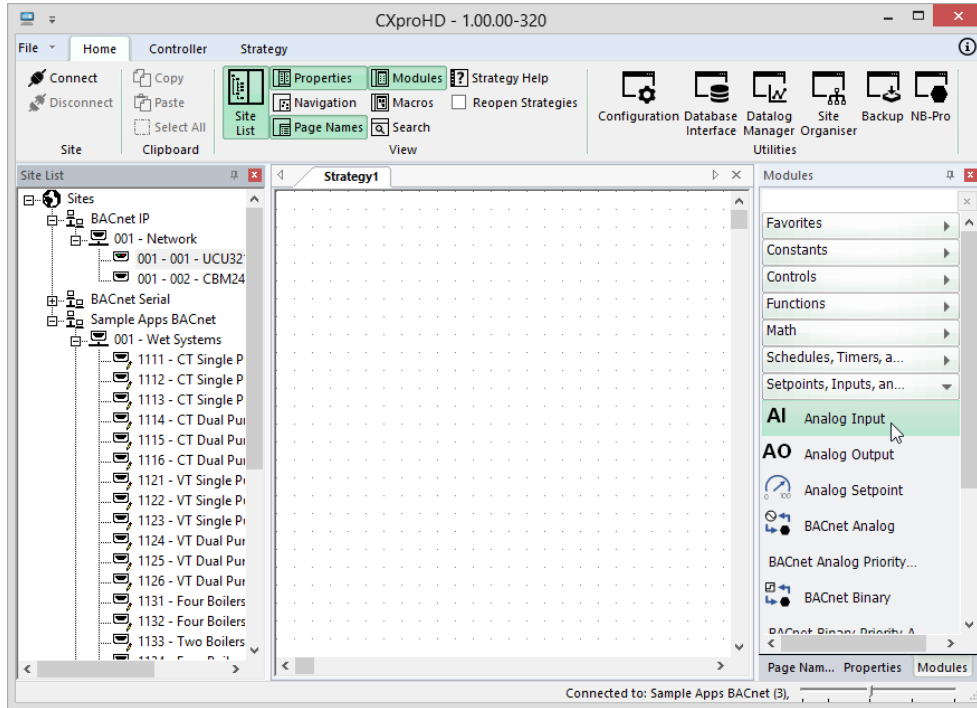 CXproHD - 1.00.00-320
File Home Controller Strategy
Connect
Disconnect
Site
Copy
Paste
Select All
Clipboard
Site
List
Properties Modules Strategy Help
Navigation Macros Reopen Strategies
Page Names Search
View
Configuration Database Datalog Site Backup NB-Pro
Interface Manager Organiser
Utilities
Site List
Sites
BACnet IP
001 - Network
001 - 001 - UCU32
001 - 002 - CBM24
BACnet Serial
Sample Apps BACnet
001 - Wet Systems
1111 - CT Single P
1112 - CT Single P
1113 - CT Single P
1114 - CT Dual Pu
1115 - CT Dual Pu
1116 - CT Dual Pu
1121 - VT Single P
1122 - VT Single P
1123 - VT Single P
1124 - VT Dual Pur
1125 - VT Dual Pur
1126 - VT Dual Pur
1131 - Four Boilers
1132 - Four Boilers
1133 - Two Boilers
Strategy1
Modules
Favorites
Constants
Controls
Functions
Math
Schedules, Timers, a...
Setpoints, Inputs, an...
AI Analog Input
AO Analog Output
0 100 Analog Setpoint
BACnet Analog
BACnet Analog Priority...
BACnet Binary
BACnet Binary Priority A
Page Nam... Properties Modules
Connected to: Sample Apps BACnet (3),